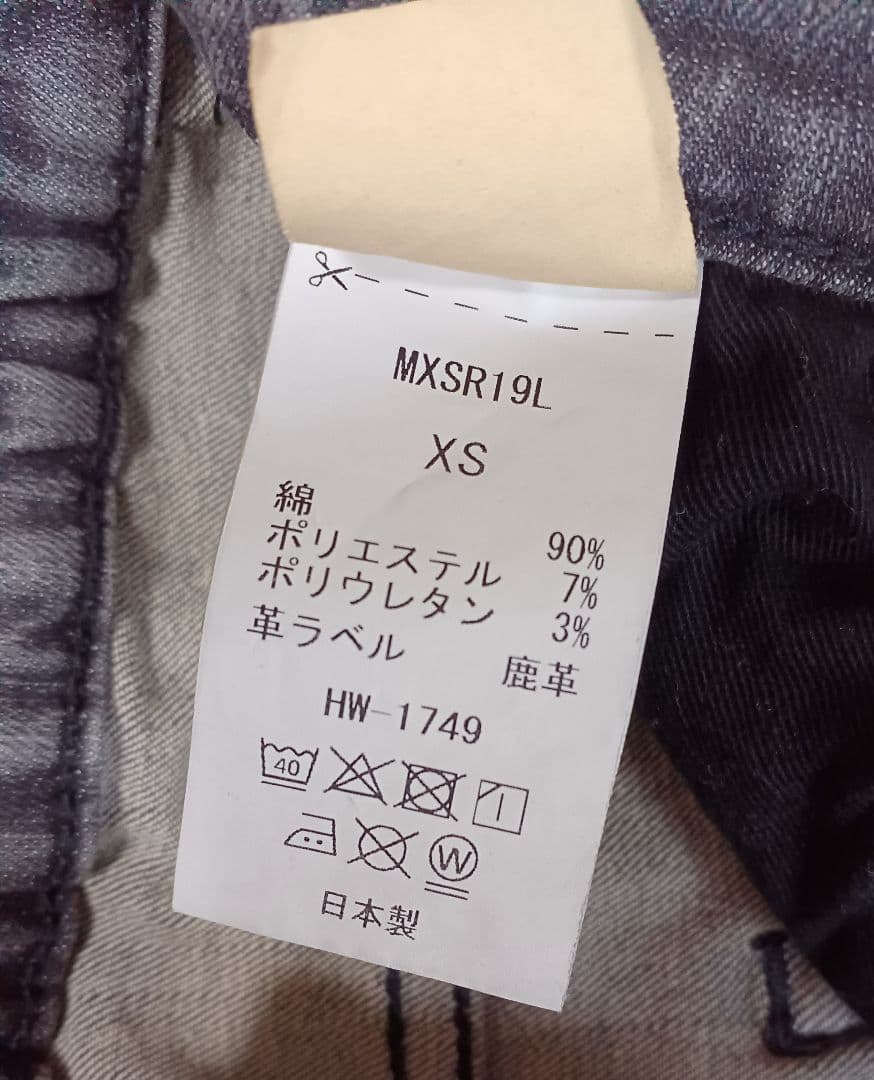 MXSR19L
XS
綿 90%
ポリエステル 7%
ポリウレタン 3%
革ラベル 鹿革
HW-1749
40
W
日本製